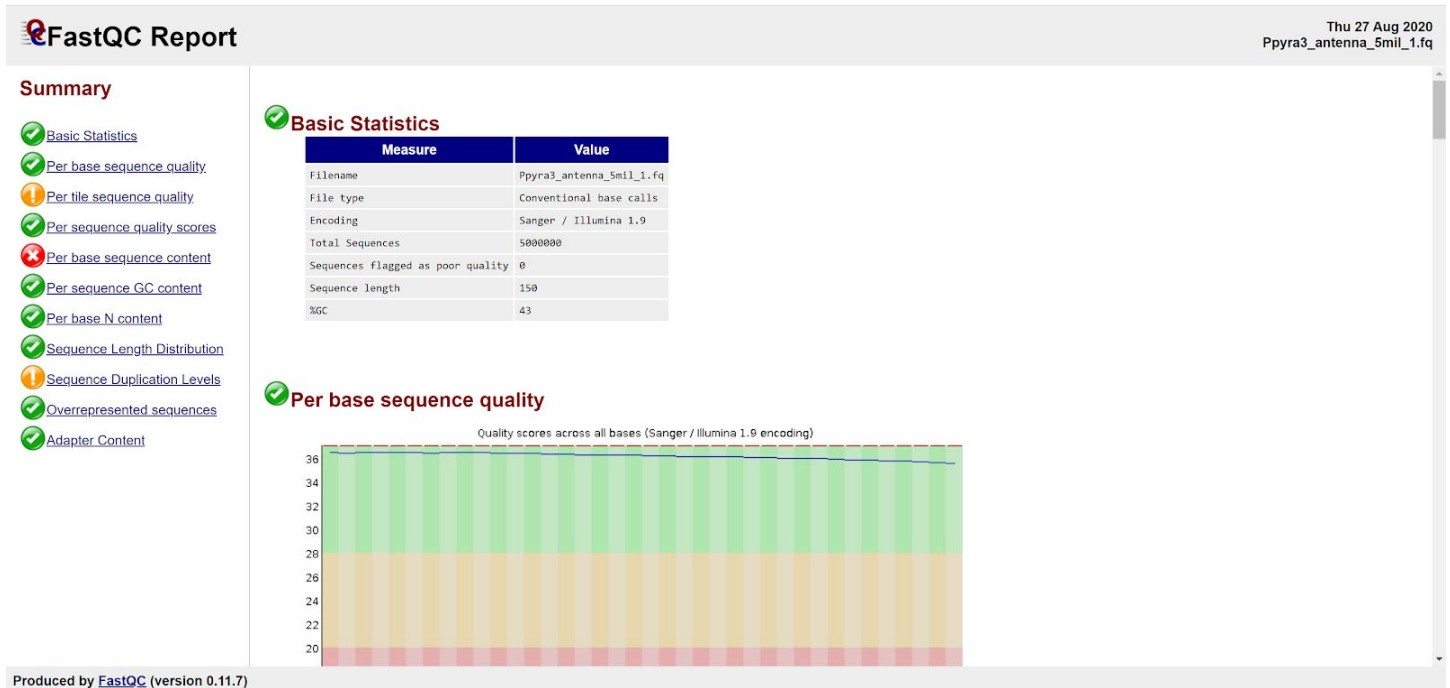 FastQC Report
Thu 27 Aug 2020
Ppyra3_antenna_5mil_1.fq
Summary
Basic Statistics
Per base sequence quality
Per tile sequence quality
Per sequence quality scores
Per base sequence content
Per sequence GC content
Per base N content
Sequence Length Distribution
Sequence Duplication Levels
Overrepresented sequences
Adapter Content
Basic Statistics
Measure Value
Filename Ppyra3_antenna_5mil_1.fq
File type Conventional base calls
Encoding Sanger / Illumina 1.9
Total Sequences 5000000
Sequences flagged as poor quality 0
Sequence length 150
%GC 43
Per base sequence quality
Quality scores across all bases (Sanger / Illumina 1.9 encoding)
36
34
32
30
28
26
24
22
20
Produced by FastQC (version 0.11.7)